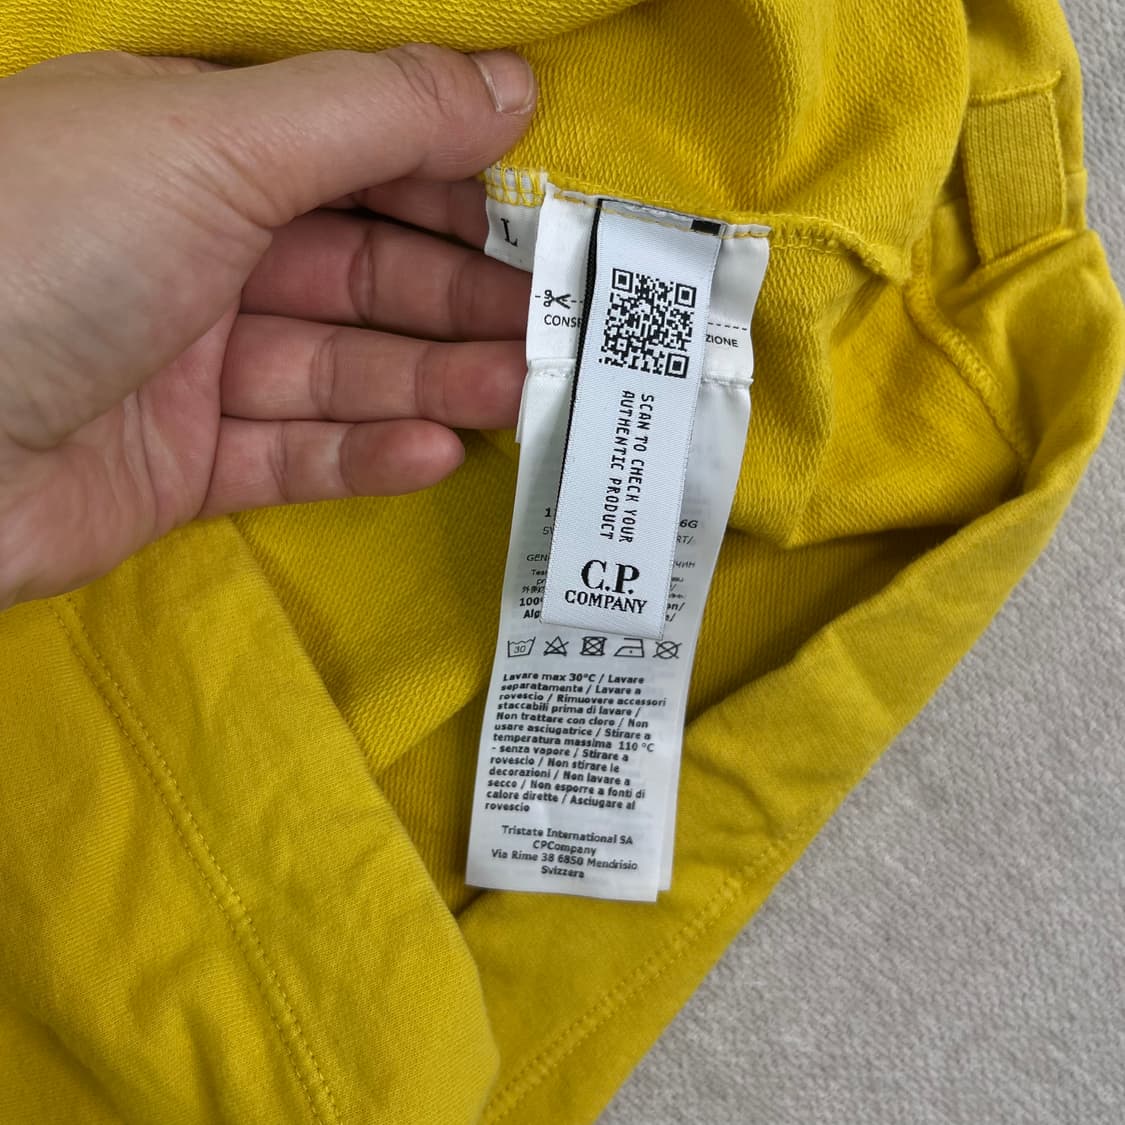 L
ZIONE
SCAN TO CHECK YOUR
AUTHENTIC PRODUCT
C.P.
COMPANY
6G
30
Lavare max 30°C / Lavare
separatamente / Lavare a
rovescio / Rimuovere accessori
staccabili prima di lavare /
Non trattare con cloro / Non
usare asciugatrice / Stirare a
temperatura massima 110 °C
- senza vapore / Stirare a
rovescio / Non stirare le
decorazioni / Non lavare a
secco / Non esporre a fonti di
calore dirette / Asciugare al
rovescio
Tristate International SA
CPCompany
Via Rime 38 6850 Mendrisio
Svizzera